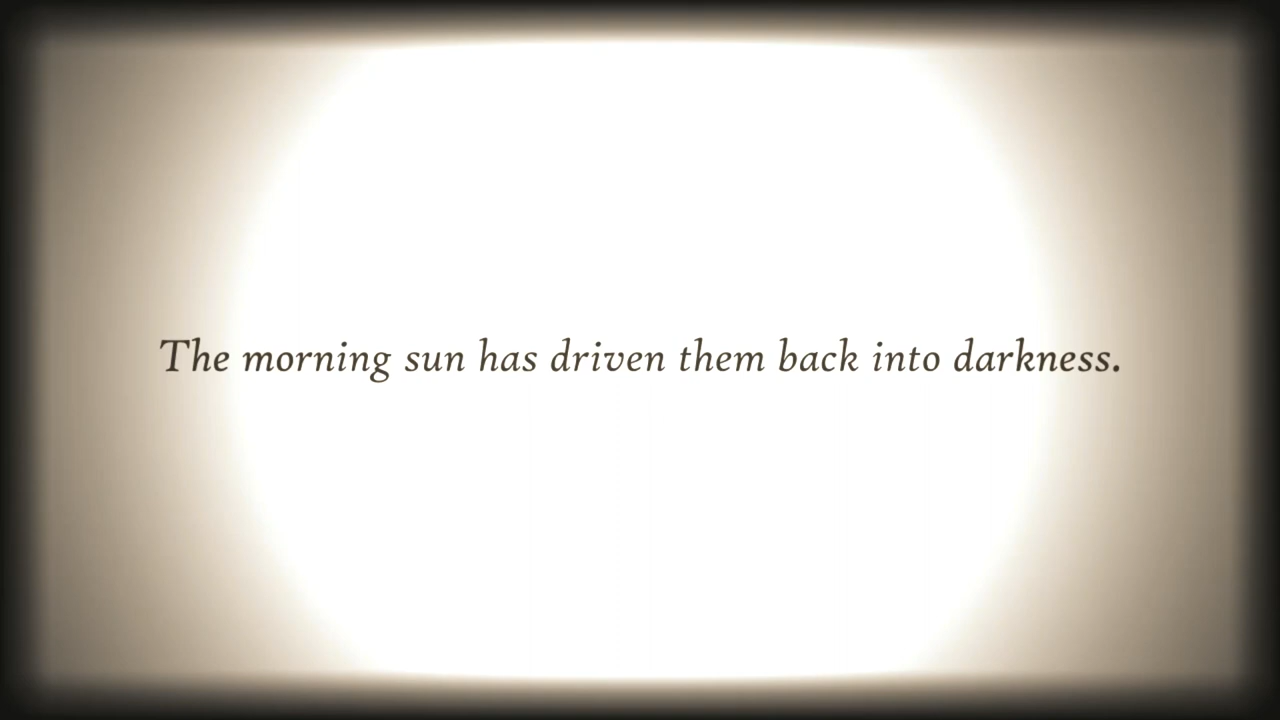 The morning sun has driven them back into darkness.